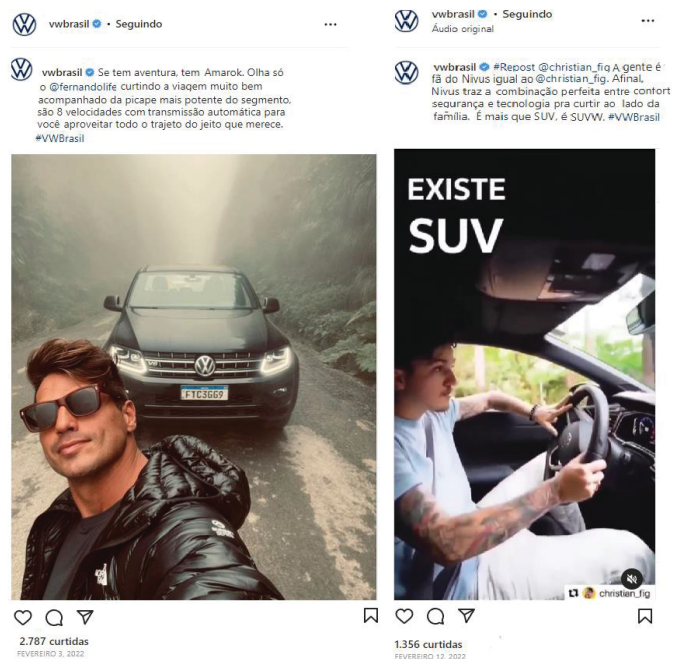 vwbrasil • Seguindo
vwbrasil Se tem aventura, tem Amarok. Olha só
o @fernandolife curtindo a viagem muito bem
acompanhado da picape mais potente do segmento,
são 8 velocidades com transmissão automática para
você aproveitar todo o trajeto do jeito que merece.
#VWBrasil
FTC3G69
2.787 curtidas
FEVEREIRO 3, 2022
vwbrasil • Seguindo
Áudio original
vwbrasil #Repost @christian_fig A gente é
fã do Nivus igual ao @christian_fig. Afinal,
Nivus traz a combinação perfeita entre confort
segurança e tecnologia pra curtir ao lado da
família. É mais que SUV, é SUVW. #VWBrasil
EXISTE
SUV
christian_fig
1.356 curtidas
FEVEREIRO 12, 2022